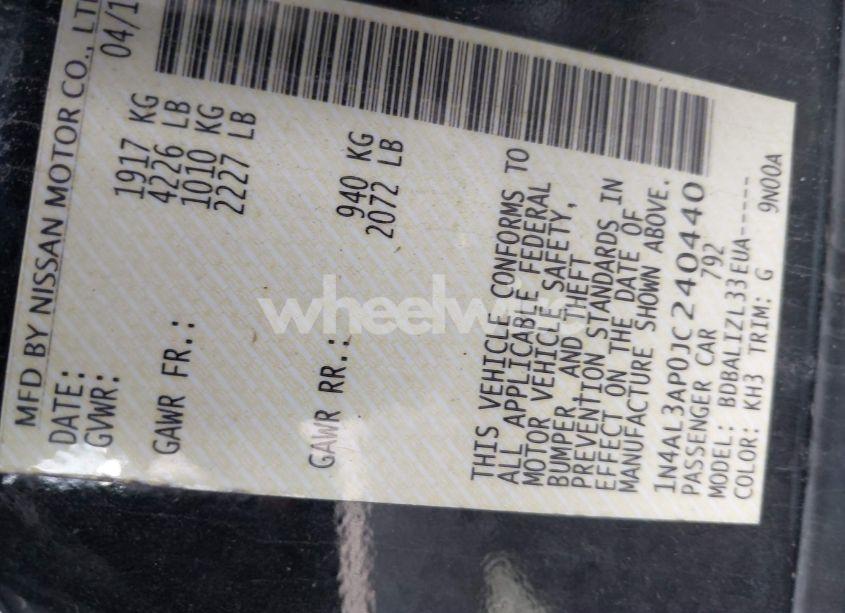 MFD BY NISSAN MOTOR CO., LT
DATE: 04/1
GVWR: 1917 KG
4226 LB
GAWR FR.: 1010 KG
2227 LB
GAWR RR.: 940 KG
2072 LB
THIS VEHICLE CONFORMS TO
ALL APPLICABLE FEDERAL
MOTOR VEHICLE SAFETY,
BUMPER AND THEFT
PREVENTION STANDARDS IN
EFFECT ON THE DATE OF
MANUFACTURE SHOWN ABOVE.
1N4AL3AP0JC240440
PASSENGER CAR 792
MODEL: BDBALIZL33EUA-----
COLOR: KH3 TRIM: G 9N00A
wheelwire